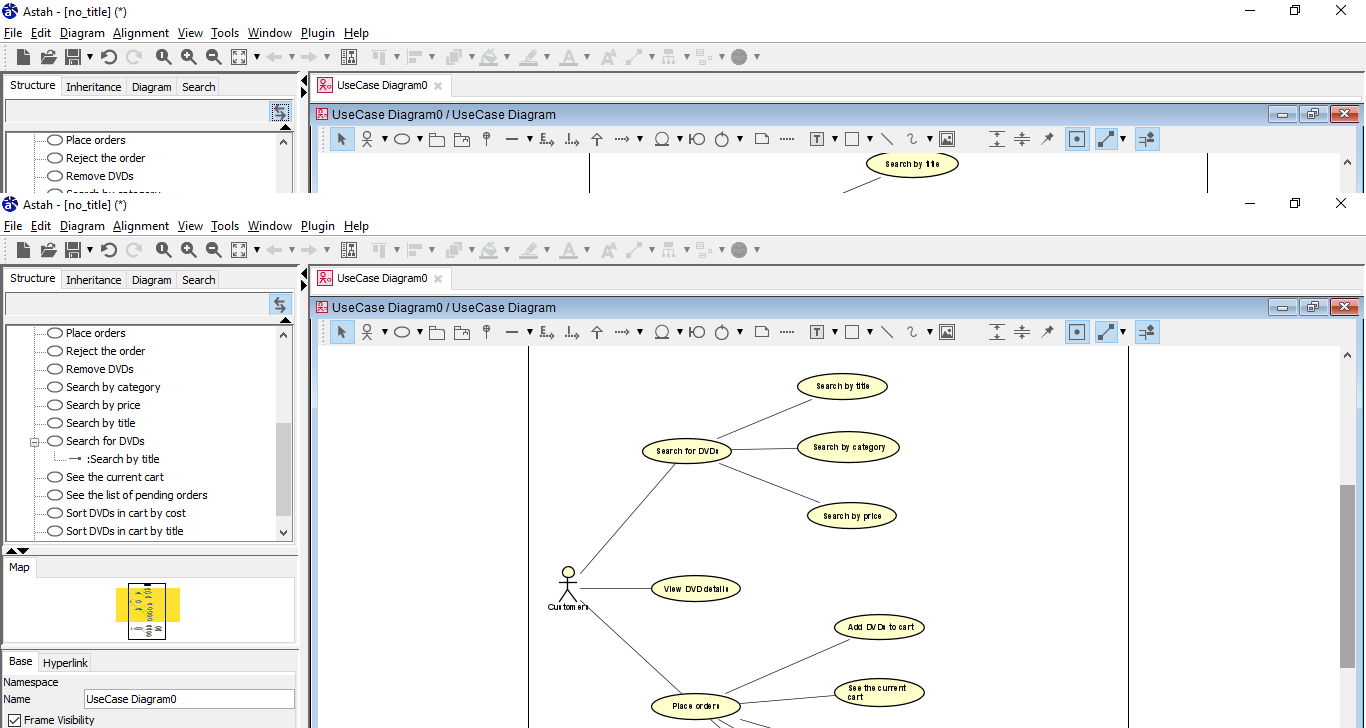 Astah - [no_title] (*)
File Edit Diagram Alignment View Tools Window Plugin Help
Structure Inheritance Diagram Search
UseCase Diagram0
UseCase Diagram0 / UseCase Diagram
T
Place orders
Reject the order
Remove DVDs
Search by category
Search by title
Astah - [no_title] (*)
File Edit Diagram Alignment View Tools Window Plugin Help
Structure Inheritance Diagram Search
UseCase Diagram0
UseCase Diagram0 / UseCase Diagram
T
Place orders
Reject the order
Remove DVDs
Search by category
Search by price
Search by title
Search for DVDs
:Search by title
See the current cart
See the list of pending orders
Sort DVDs in cart by cost
Sort DVDs in cart by title
Map
Base Hyperlink
Namespace
Name UseCase Diagram0
Frame Visibility
Search by title
Search for DVDs
Search by category
Search by price
Customers
View DVD details
Add DVDs to cart
See the current
cart
Place orders